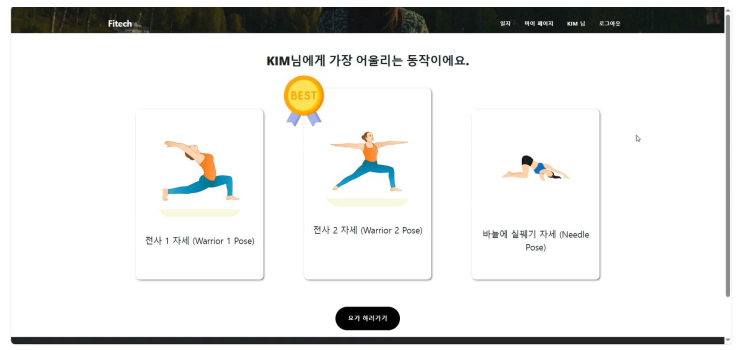 Fitech
일지 마이 페이지 KIM 님 로그아웃
KIM님에게 가장 어울리는 동작이에요.
BEST
전사 1 자세 (Warrior 1 Pose)
전사 2 자세 (Warrior 2 Pose)
바늘에 실꿰기 자세 (Needle
Pose)
요가 하러가기